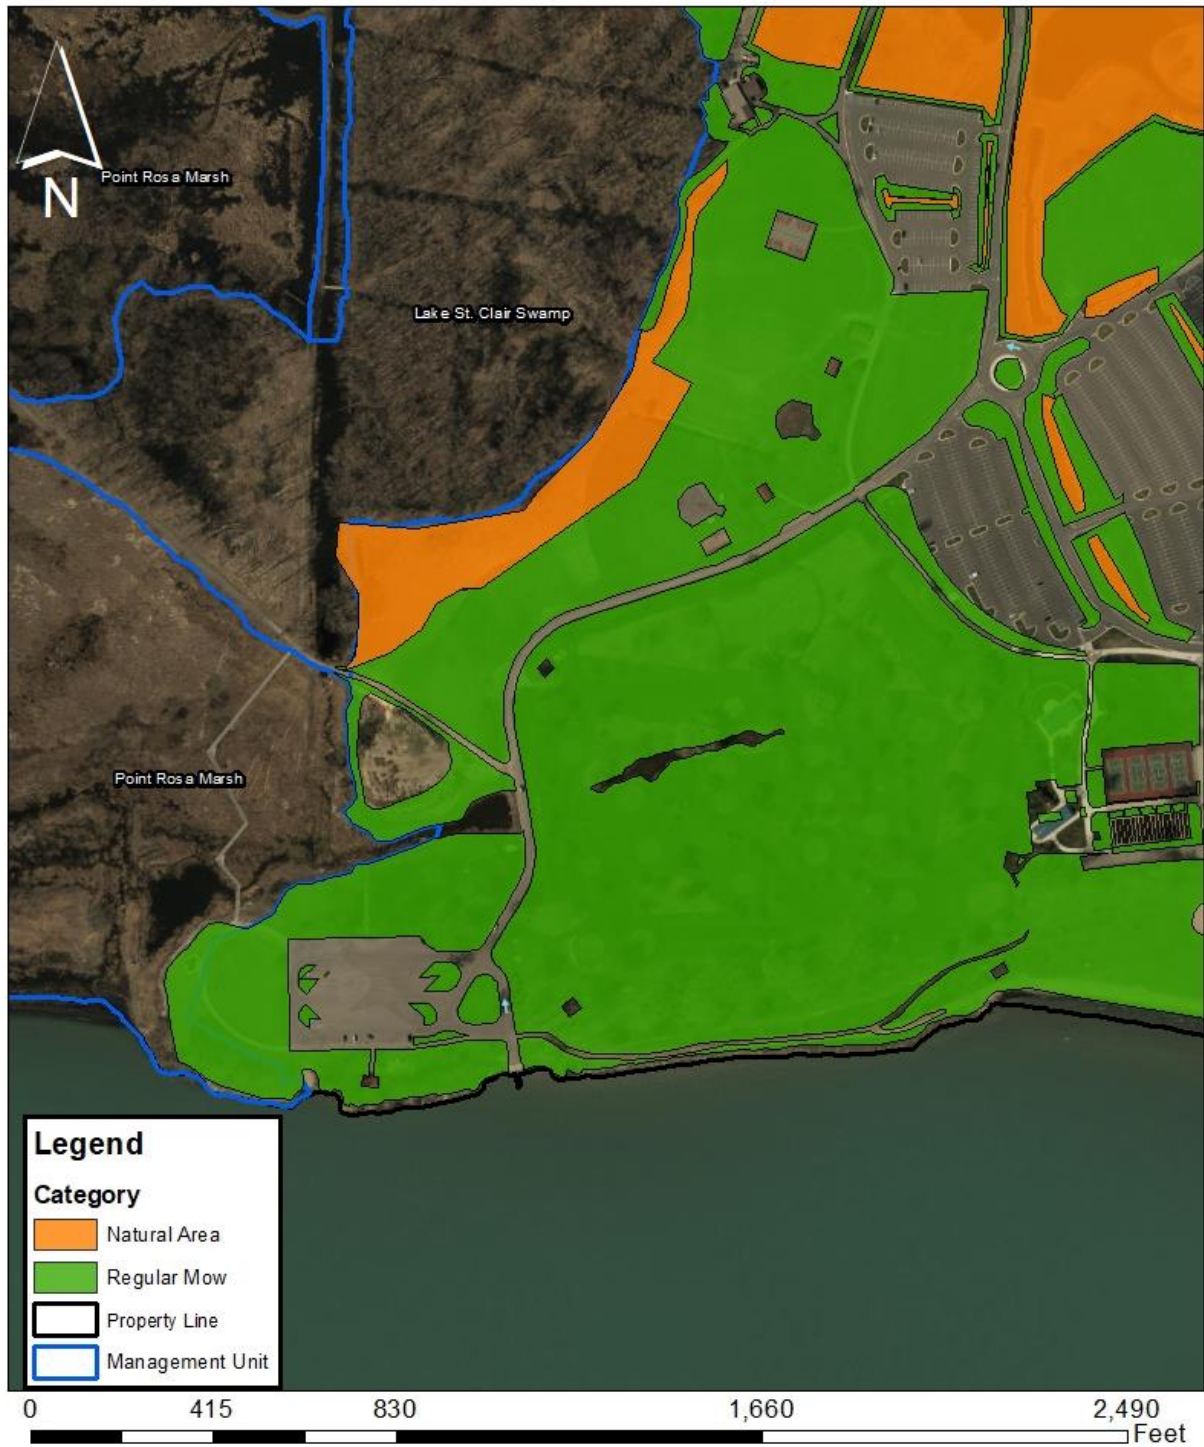 Point Rosa Marsh
N
Lake St. Clair Swamp
Point Rosa Marsh
Legend
Category
Natural Area
Regular Mow
Property Line
Management Unit
0 415 830 1,660 2,490
Feet